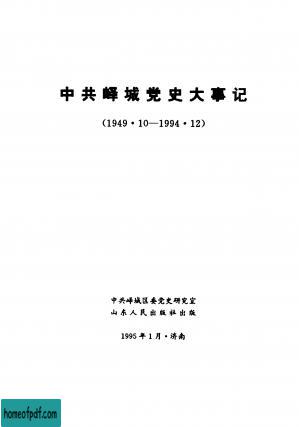 中共峄城党史大事记
(1949·10—1994·12)
中共峄城区委党史研究室
山东人民出版社出版
1995年1月·济南
homeofpdf.com